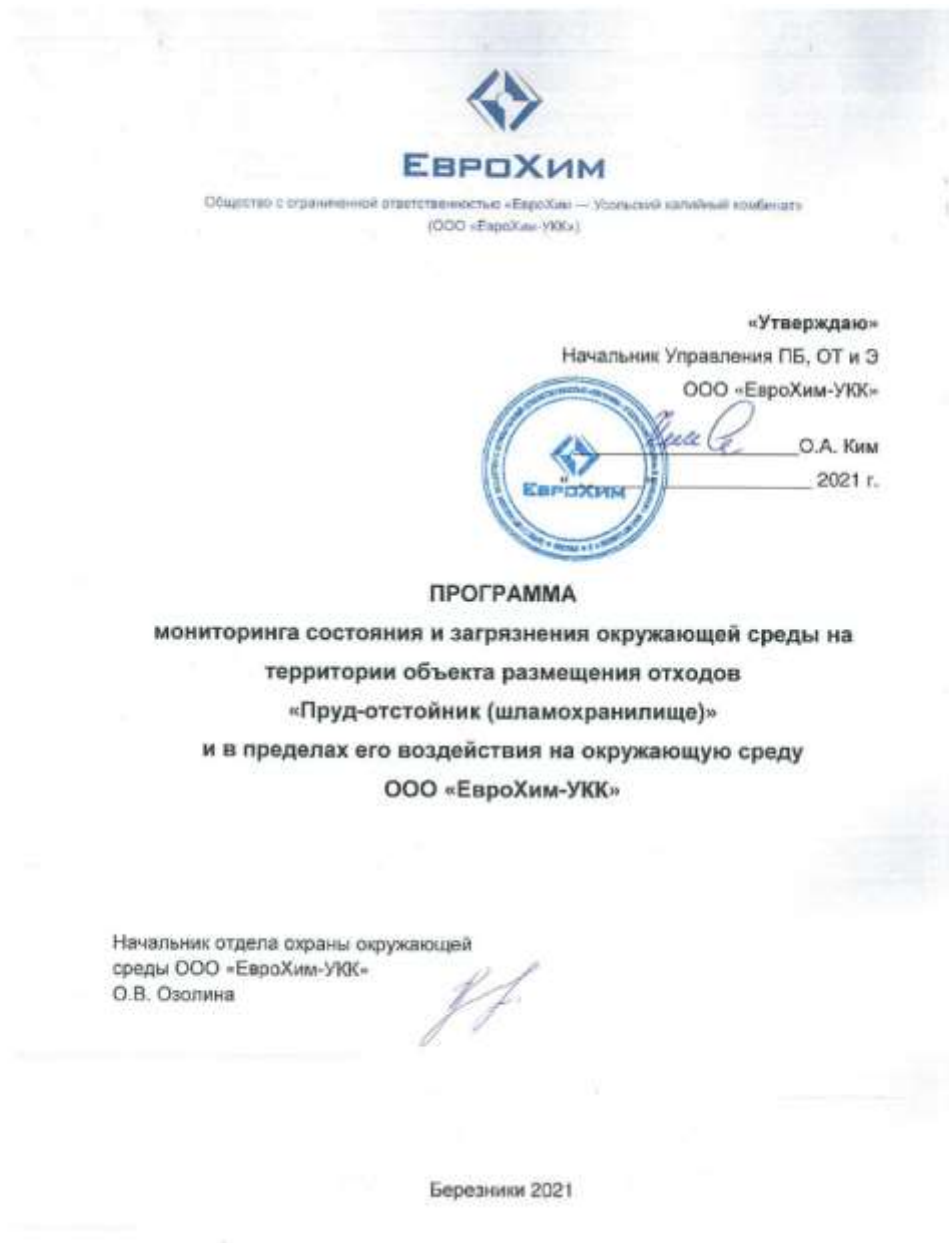 ЕвроХим
Общество с ограниченной ответственностью «ЕвроХим — Усольский калийный комбинат»
(ООО «ЕвроХим-УКК»)
«Утверждаю»
Начальник Управления ПБ, ОТ и Э
ООО «ЕвроХим-УКК»
О.А. Ким
2021 г.
ЕвроХим
ПРОГРАММА
мониторинга состояния и загрязнения окружающей среды на
территории объекта размещения отходов
«Пруд-отстойник (шламохранилище)»
и в пределах его воздействия на окружающую среду
ООО «ЕвроХим-УКК»
Начальник отдела охраны окружающей
среды ООО «ЕвроХим-УКК»
О.В. Озолина
Березники 2021